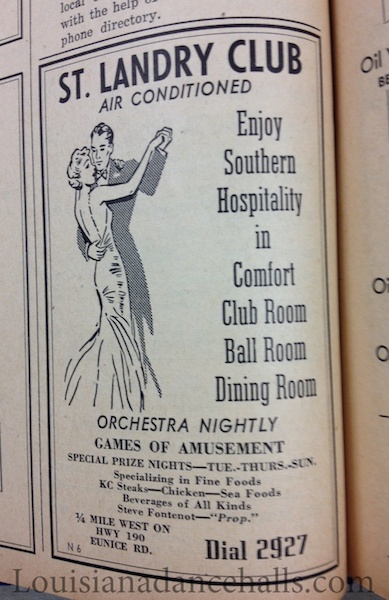 local
with the help of
phone directory.
ST. LANDRY CLUB
AIR CONDITIONED
Enjoy
Southern
Hospitality
in
Comfort
Club Room
Ball Room
Dining Room
ORCHESTRA NIGHTLY
GAMES OF AMUSEMENT
SPECIAL PRIZE NIGHTS—TUE.-THURS.-SUN.
Specializing in Fine Foods
KC Steaks—Chicken—Sea Foods
Beverages of All Kinds
Steve Fontenot—"Prop."
¾ MILE WEST ON
HWY 190
EUNICE RD.
Dial 2927
N 6
Oil
Louisianadancehalls.com